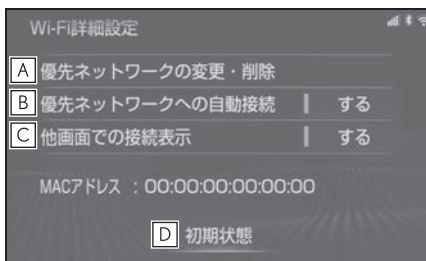 Wi-Fi詳細設定
A 優先ネットワークの変更・削除
B 優先ネットワークへの自動接続 する
C 他画面での接続表示 する
MACアドレス : 00:00:00:00:00:00
D 初期状態